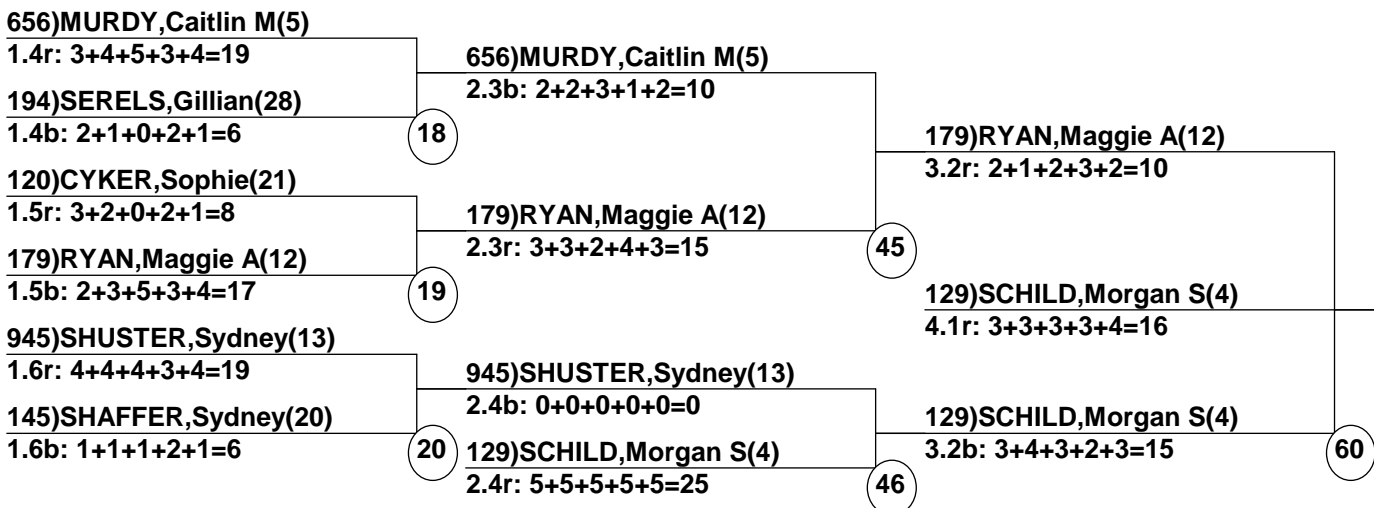 656)MURDY,Caitlin M(5)
1.4r: 3+4+5+3+4=19
194)SERELS,Gillian(28)
1.4b: 2+1+0+2+1=6
18
120)CYKER,Sophie(21)
1.5r: 3+2+0+2+1=8
179)RYAN,Maggie A(12)
1.5b: 2+3+5+3+4=17
19
945)SHUSTER,Sydney(13)
1.6r: 4+4+4+3+4=19
145)SHAFFER,Sydney(20)
1.6b: 1+1+1+2+1=6
20
656)MURDY,Caitlin M(5)
2.3b: 2+2+3+1+2=10
179)RYAN,Maggie A(12)
2.3r: 3+3+2+4+3=15
45
945)SHUSTER,Sydney(13)
2.4b: 0+0+0+0+0=0
129)SCHILD,Morgan S(4)
2.4r: 5+5+5+5+5=25
46
179)RYAN,Maggie A(12)
3.2r: 2+1+2+3+2=10
129)SCHILD,Morgan S(4)
4.1r: 3+3+3+3+4=16
129)SCHILD,Morgan S(4)
3.2b: 3+4+3+2+3=15
60